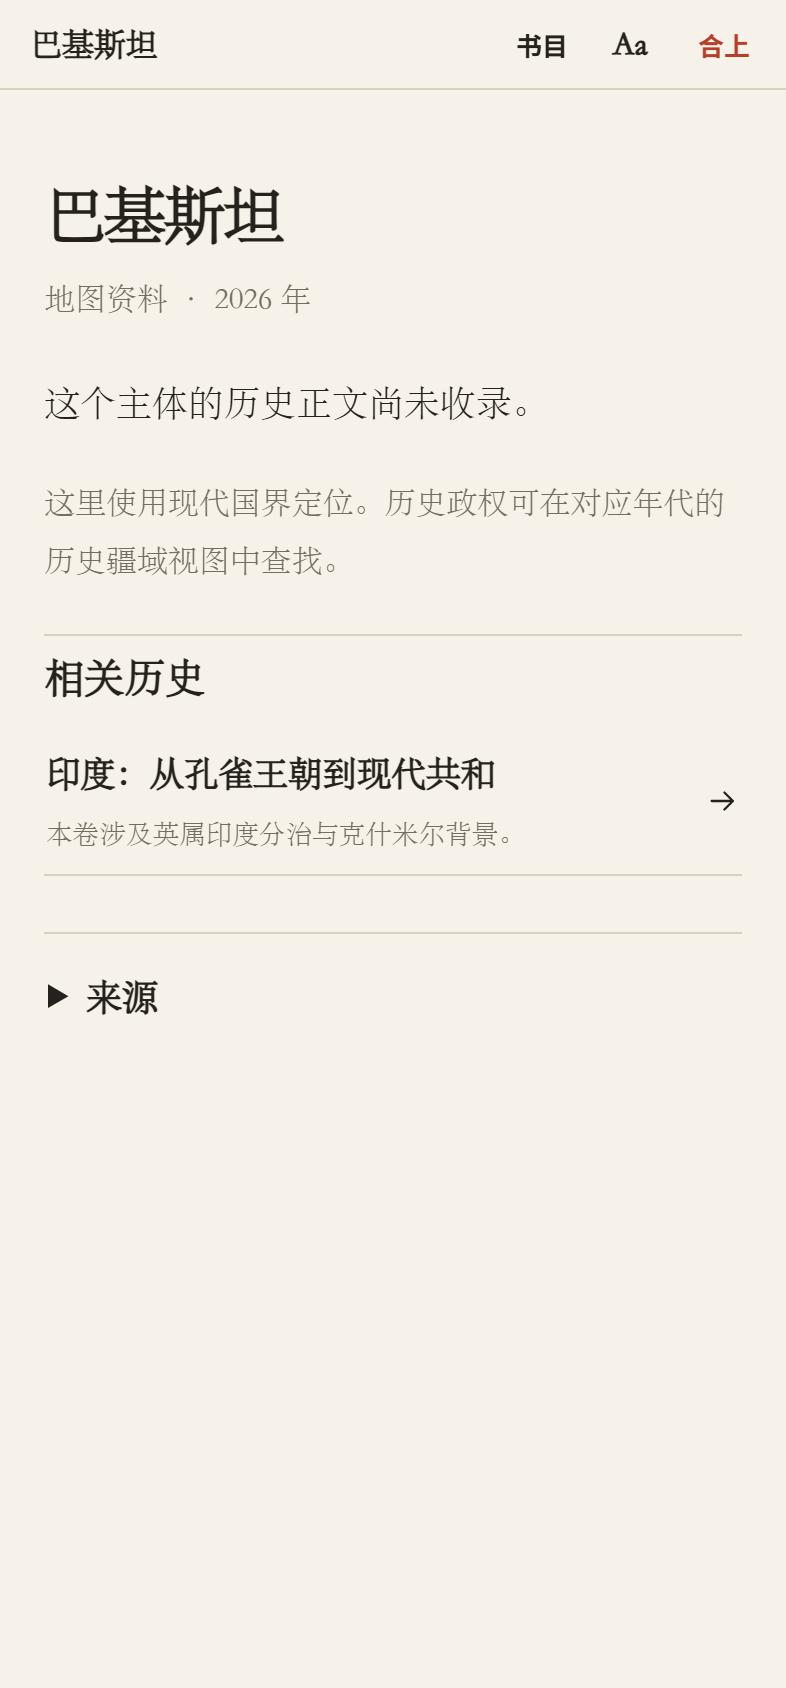 巴基斯坦 书目 Aa 合上
巴基斯坦
地图资料 · 2026 年
这个主体的历史正文尚未收录。
这里使用现代国界定位。历史政权可在对应年代的
历史疆域视图中查找。
相关历史
印度：从孔雀王朝到现代共和
本卷涉及英属印度分治与克什米尔背景。
来源